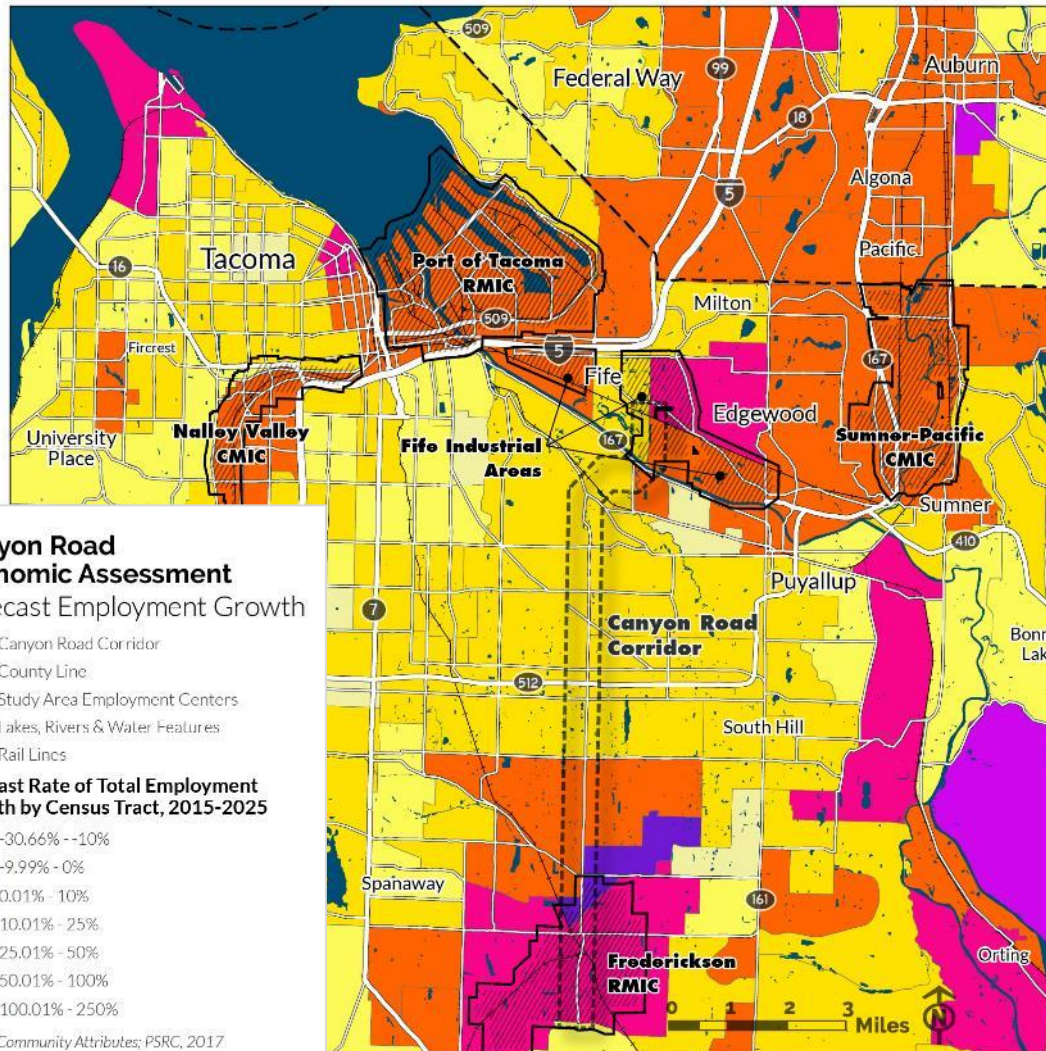 509
Federal Way
99
Auburn
18
Algona
5
Pacific
Tacoma
16
Port of Tacoma
RMIC
509
Milton
Fircrest
5
Fife
167
Edgewood
University
Place
Nalley Valley
CMIC
Fife Industrial
Areas
167
Sumner-Pacific
CMIC
Sumner
410
Puyallup
7
Canyon Road
Corridor
Bonn
Lak
512
South Hill
Spanaway
161
Frederickson
RMIC
Orting
0 1 2 3 Miles
N
yon Road
nomic Assessment
ecast Employment Growth
Canyon Road Corridor
County Line
Study Area Employment Centers
Lakes, Rivers & Water Features
Rail Lines
ast Rate of Total Employment
th by Census Tract, 2015-2025
-30.66% - -10%
-9.99% - 0%
0.01% - 10%
10.01% - 25%
25.01% - 50%
50.01% - 100%
100.01% - 250%
Community Attributes; PSRC, 2017